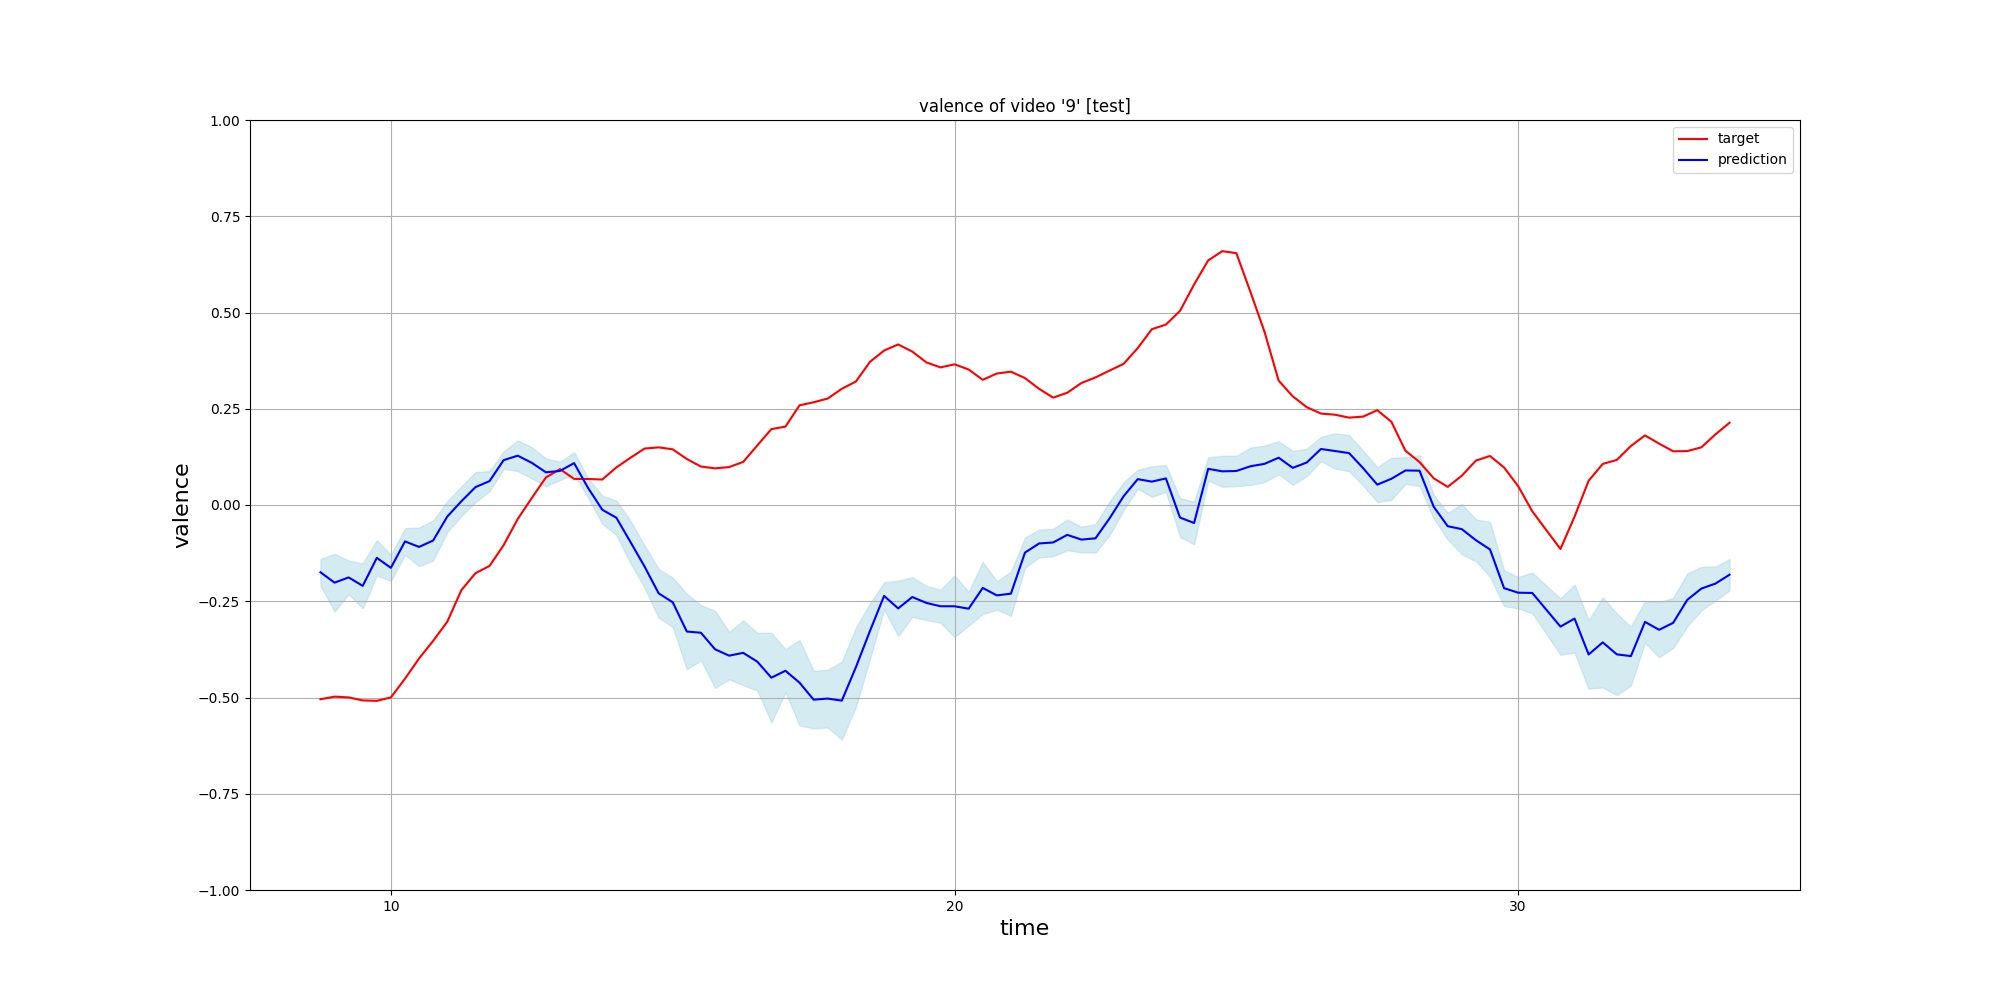 valence of video '9' [test]
target
prediction
1.00
0.75
0.50
0.25
0.00
−0.25
−0.50
−0.75
−1.00
valence
10 20 30
time